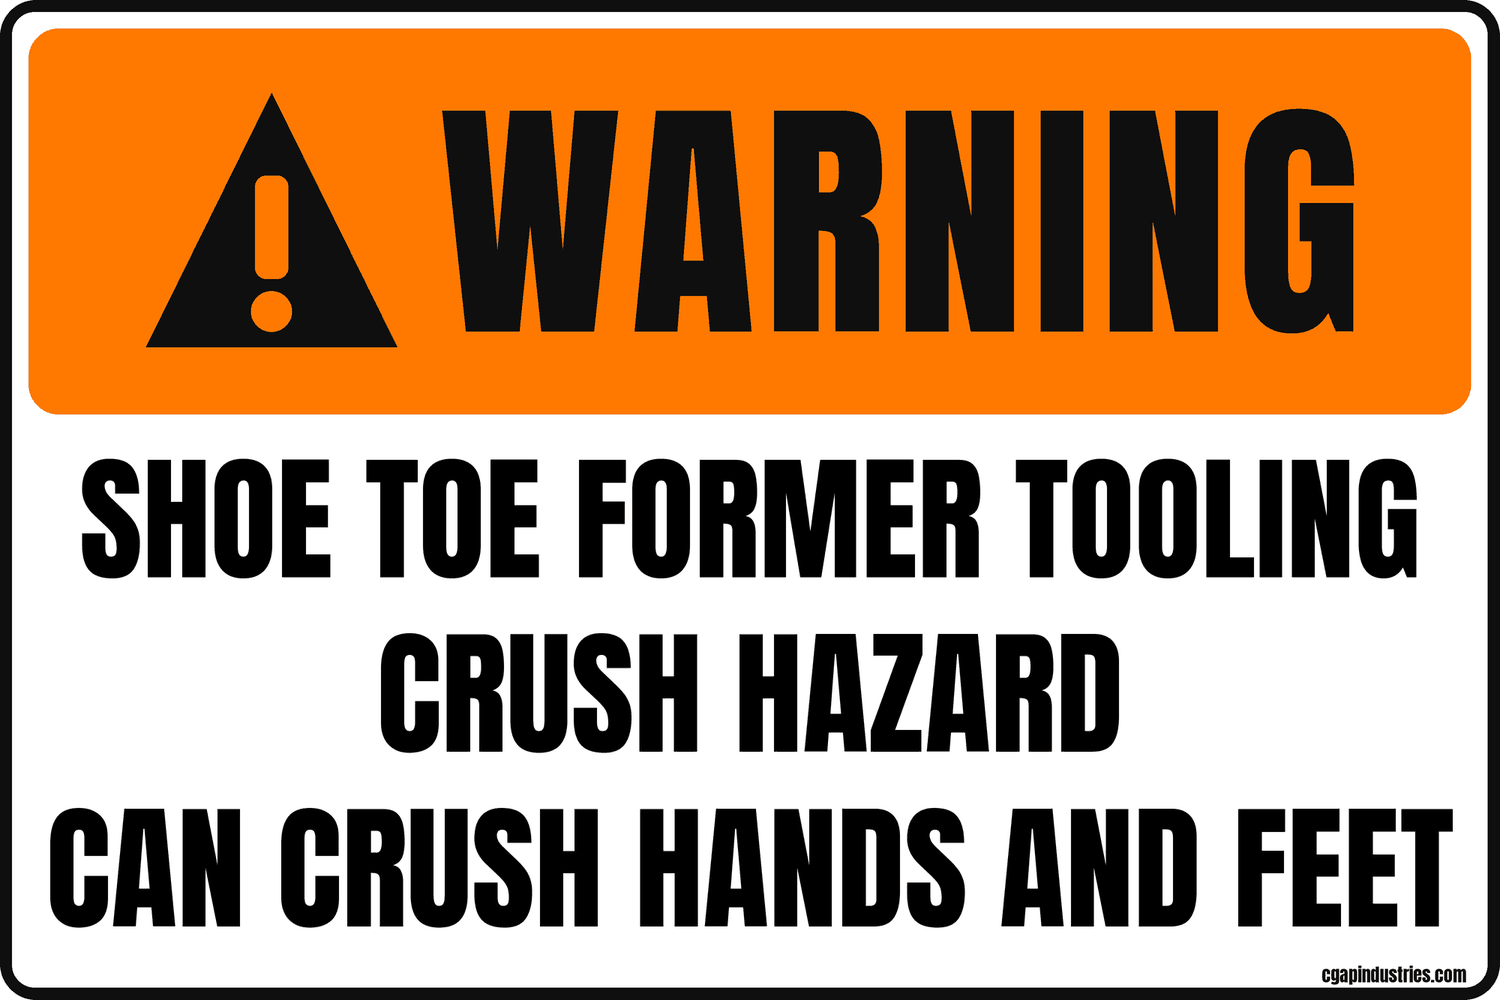 WARNING
SHOE TOE FORMER TOOLING
CRUSH HAZARD
CAN CRUSH HANDS AND FEET
cgapindustries.com